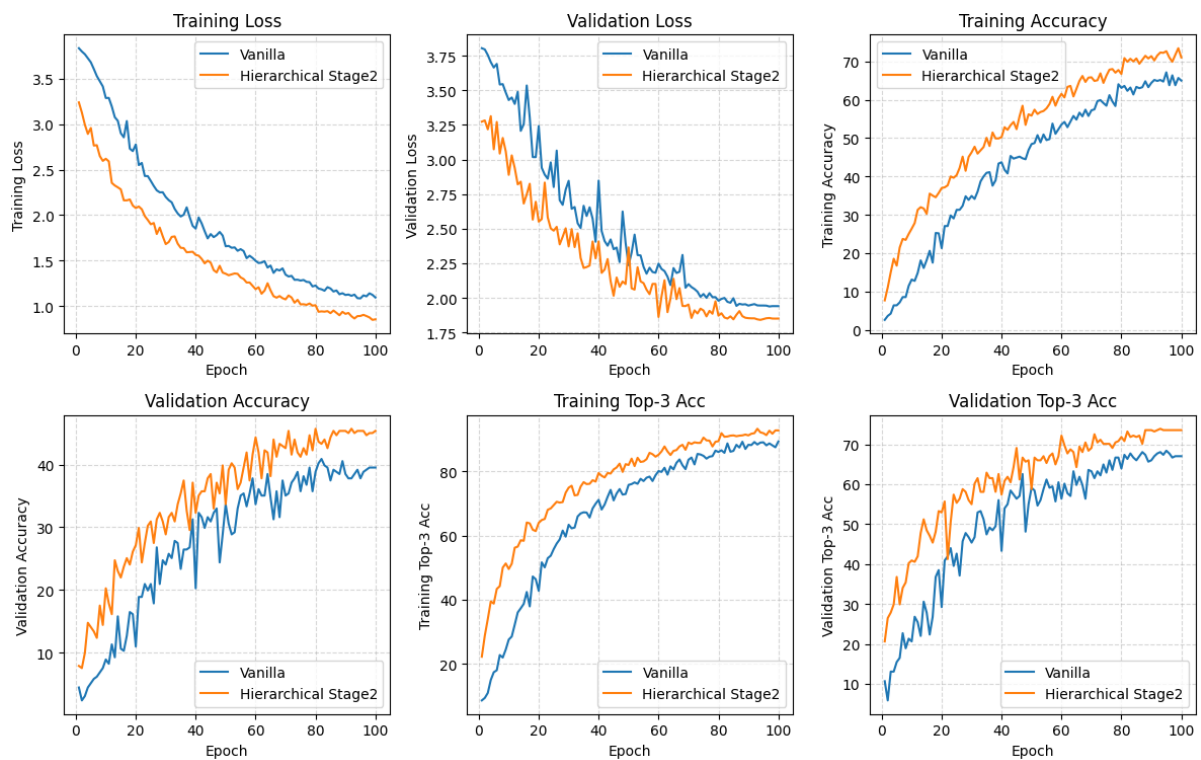 Training Loss
Training Loss
3.5
3.0
2.5
2.0
1.5
1.0
0 20 40 60 80 100
Epoch
Vanilla
Hierarchical Stage2
Validation Loss
Validation Loss
3.75
3.50
3.25
3.00
2.75
2.50
2.25
2.00
1.75
0 20 40 60 80 100
Epoch
Vanilla
Hierarchical Stage2
Training Accuracy
Training Accuracy
70
60
50
40
30
20
10
0
0 20 40 60 80 100
Epoch
Vanilla
Hierarchical Stage2
Validation Accuracy
Validation Accuracy
40
30
20
10
0 20 40 60 80 100
Epoch
Vanilla
Hierarchical Stage2
Training Top-3 Acc
Training Top-3 Acc
80
60
40
20
0 20 40 60 80 100
Epoch
Vanilla
Hierarchical Stage2
Validation Top-3 Acc
Validation Top-3 Acc
70
60
50
40
30
20
10
0 20 40 60 80 100
Epoch
Vanilla
Hierarchical Stage2